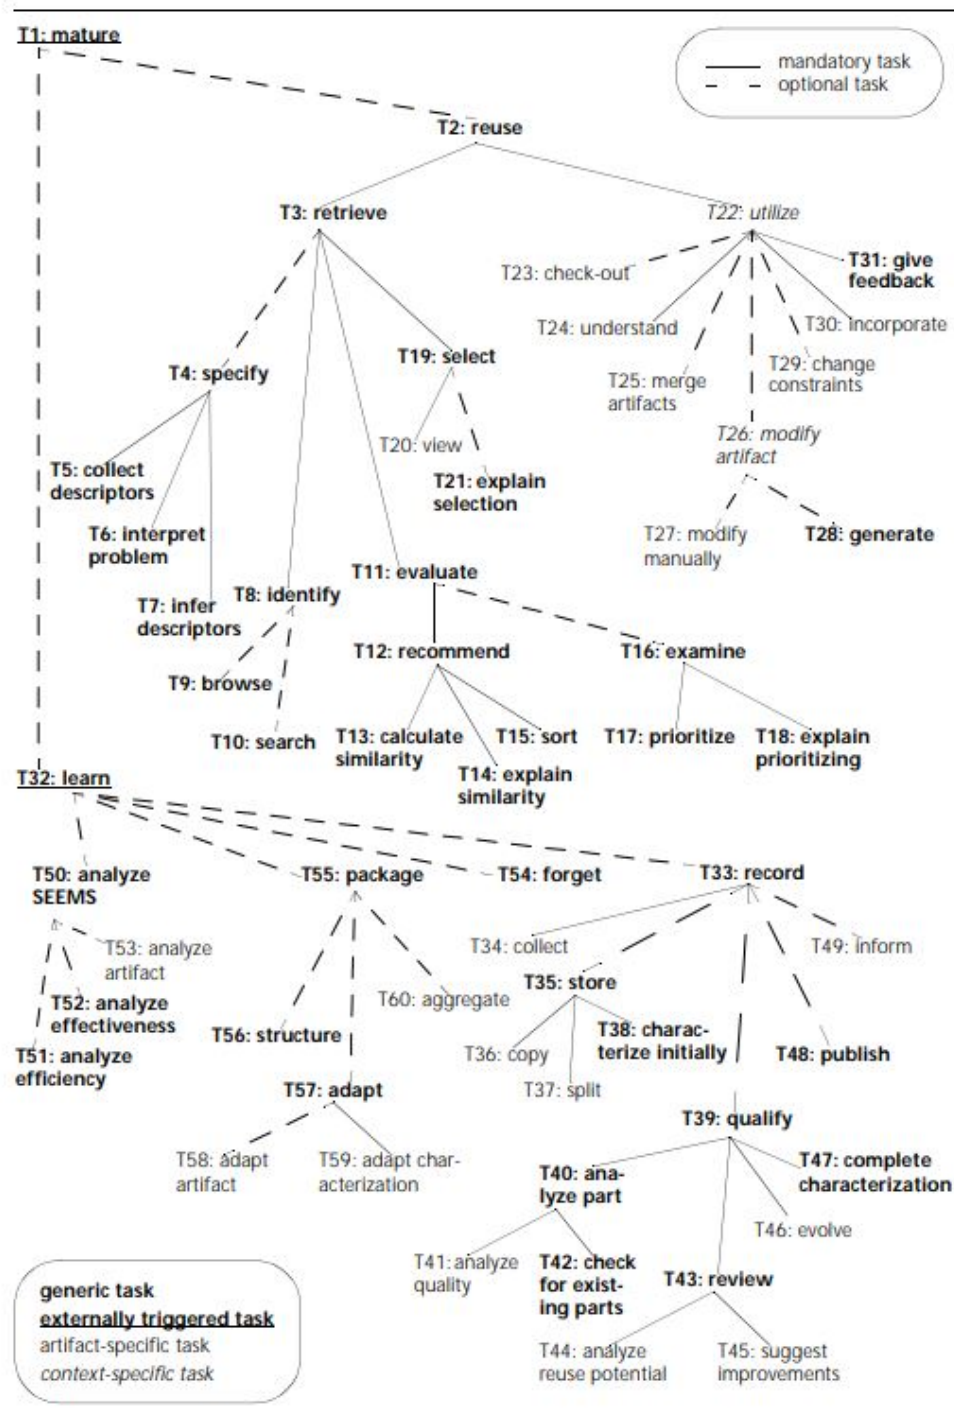 T1: mature
mandatory task
optional task
T2: reuse
T3: retrieve
T22: utilize
T31: give
feedback
T23: check-out
T24: understand
T30: incorporate
T19: select
T29: change
constraints
T4: specify
T25: merge
artifacts
T20: view
T26: modify
artifact
T5: collect
descriptors
T21: explain
selection
T6: interpret
problem
T27: modify
manually
T28: generate
T11: evaluate
T8: identify
T7: infer
descriptors
T12: recommend
T16: examine
T9: browse
T10: search
T13: calculate
similarity
T15: sort
T17: prioritize
T18: explain
prioritizing
T14: explain
similarity
T32: learn
T50: analyze
SEEMS
T55: package
T54: forget
T33: record
T53: analyze
artifact
T34: collect
T49: inform
T52: analyze
effectiveness
T60: aggregate
T35: store
T56: structure
T38: charac-
terize initially
T51: analyze
efficiency
T36: copy
T48: publish
T57: adapt
T37: split
T39: qualify
T58: adapt
artifact
T59: adapt char-
acterization
T40: ana-
lyze part
T47: complete
characterization
T46: evolve
T41: analyze
quality
T42: check
for exist-
ing parts
T43: review
T44: analyze
reuse potential
T45: suggest
improvements
generic task
externally triggered task
artifact-specific task
context-specific task